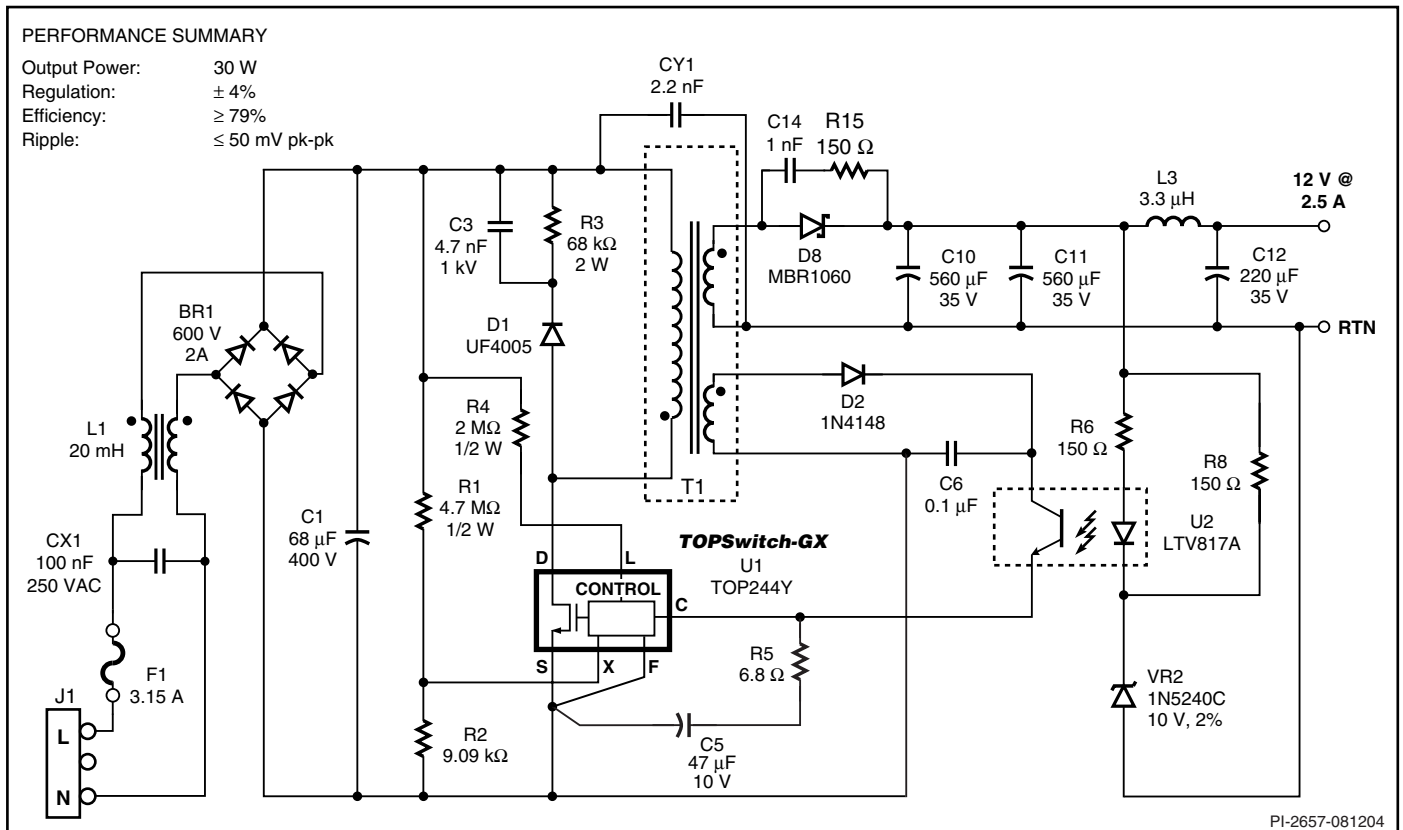 PERFORMANCE SUMMARY
Output Power: 30 W
Regulation: ± 4%
Efficiency: ≥ 79%
Ripple: ≤ 50 mV pk-pk
CY1
2.2 nF
C14
1 nF
R15
150 Ω
L3
3.3 µH
12 V @
2.5 A
C3
4.7 nF
1 kV
R3
68 kΩ
2 W
D8
MBR1060
C10
560 µF
35 V
C11
560 µF
35 V
C12
220 µF
35 V
RTN
BR1
600 V
2A
D1
UF4005
D2
1N4148
L1
20 mH
R4
2 MΩ
1/2 W
R6
150 Ω
R8
150 Ω
T1
C6
0.1 µF
R1
4.7 MΩ
1/2 W
C1
68 µF
400 V
CX1
100 nF
250 VAC
TOPSwitch-GX
U1
TOP244Y
U2
LTV817A
D
L
CONTROL
C
S
X
F
R5
6.8 Ω
F1
3.15 A
J1
L
N
R2
9.09 kΩ
C5
47 µF
10 V
VR2
1N5240C
10 V, 2%
PI-2657-081204